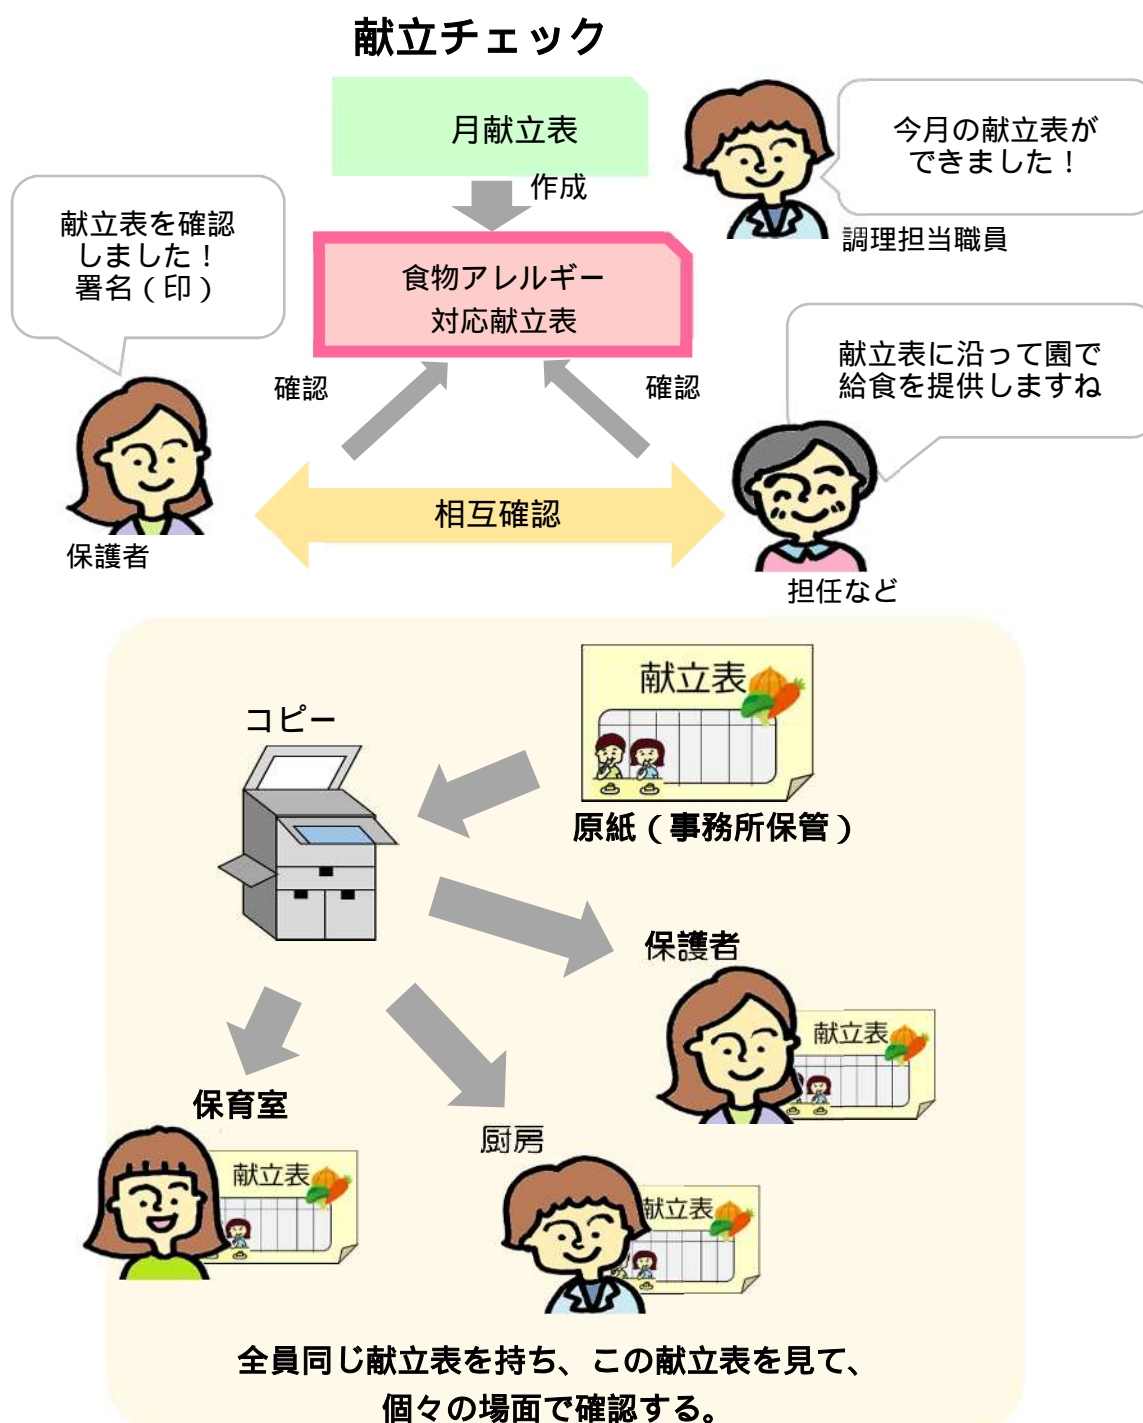 献立チェック
月献立表
今月の献立表が
できました！
調理担当職員
作成
献立表を確認
しました！
署名（印）
食物アレルギー
対応献立表
献立表に沿って園で
給食を提供しますね
確認
確認
相互確認
保護者
担任など
献立表
コピー
原紙（事務所保管）
保護者
献立表
保育室
献立表
厨房
献立表
全員同じ献立表を持ち、この献立表を見て、
個々の場面で確認する。